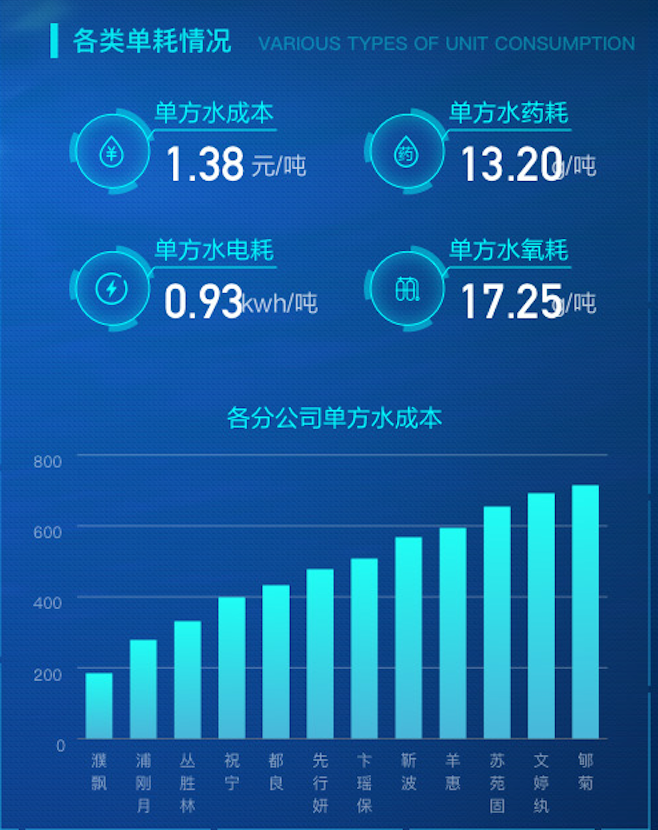 各类单耗情况 VARIOUS TYPES OF UNIT CONSUMPTION
单方水成本
¥
1.38 元/吨
单方水药耗
药
13.20g/吨
单方水电耗
0.93kwh/吨
单方水氧耗
17.25g/吨
各分公司单方水成本
800
600
400
200
0
濮飘
浦刚月
丛胜林
祝宁
都良
先行妍
卞瑶保
靳波
羊惠
苏苑固
文婷纨
郇菊